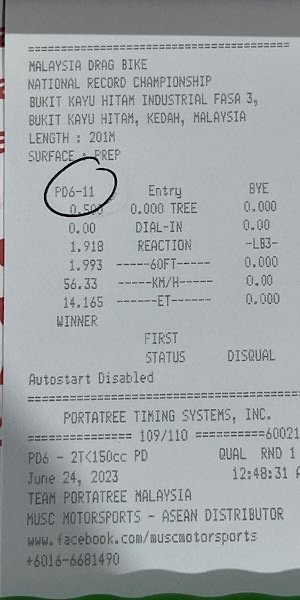 =====================================
MALAYSIA DRAG BIKE
NATIONAL RECORD CHAMPIONSHIP
BUKIT KAYU HITAM INDUSTRIAL FASA 3,
BUKIT KAYU HITAM, KEDAH, MALAYSIA
LENGTH : 201M
SURFACE : PREP
PD6-11 Entry BYE
0.500 0.000 TREE 0.000
0.00 DIAL-IN 0.00
1.918 REACTION -LB3-
1.993 -----60FT----- 0.000
56.33 -----KM/H----- 0.00
14.165 ------ET------ 0.000
WINNER
FIRST
STATUS DISQUAL
Autostart Disabled
=====================================
PORTATREE TIMING SYSTEMS, INC.
=============== 109/110 ==========60021
PD6 - 2T<150cc PD QUAL RND 1
June 24, 2023 12:48:31
TEAM PORTATREE MALAYSIA
MUSC MOTORSPORTS - ASEAN DISTRIBUTOR
www.facebook.com/muscmotorsports
+6016-6681490